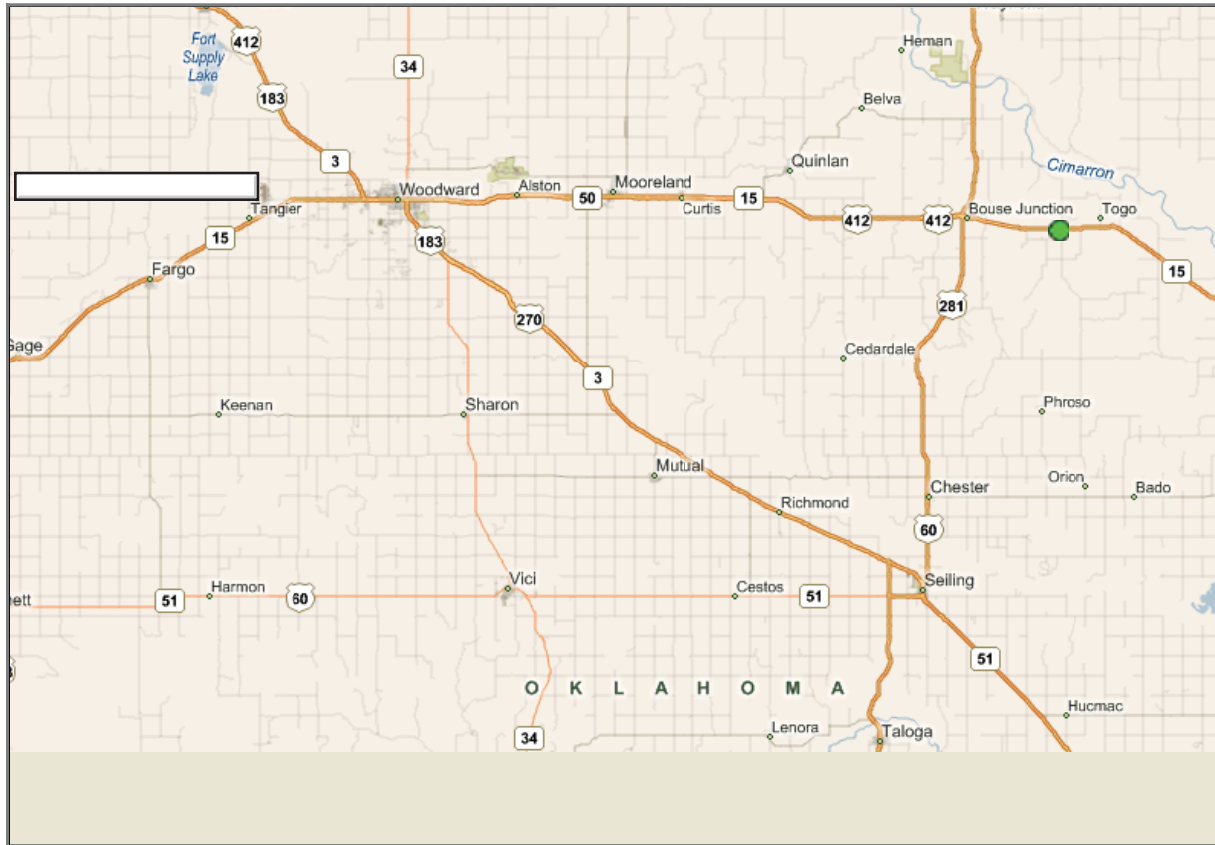 412
Fort
Supply
Lake
34
Heman
183
Belva
3
Quinlan
Cimarron
Woodward
Alston
50
Mooreland
Curtis
15
Tangier
412
412
Bouse Junction
Togo
15
183
Fargo
15
281
270
Cedardale
3
Keenan
Sharon
Phroso
Mutual
Orion
Bado
Chester
Richmond
60
Vici
Seiling
Harmon
Cestos
51
60
51
51
OKLAHOMA
Hucmac
34
Lenora
Taloga